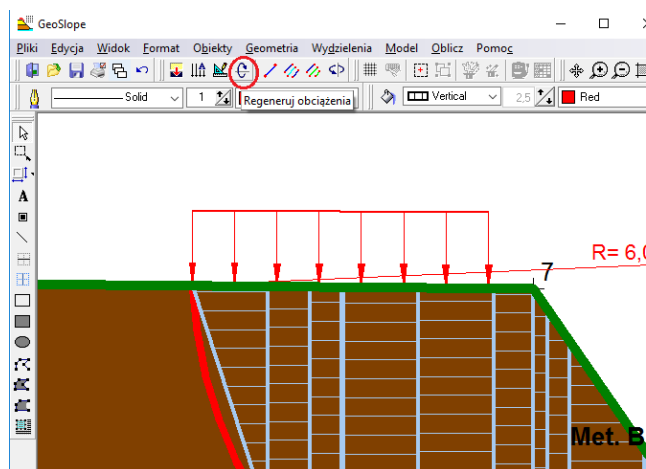 GeoSlope
Pliki Edycja Widok Format Obiekty Geometria Wydzielenia Model Oblicz Pomoc
Solid 1 Regeneruj obciążenia Vertical 2,5 Red
A
R= 6,0
7
Met. B